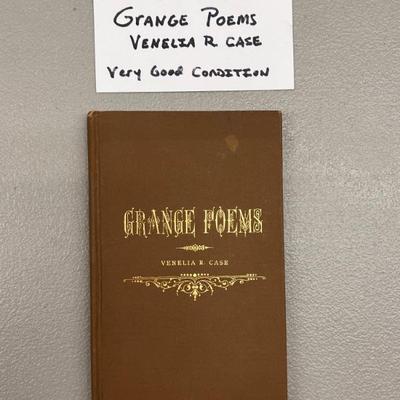 Grange Poems
Venelia R. Case
Very Good Condition
GRANGE POEMS
VENELIA R. CASE